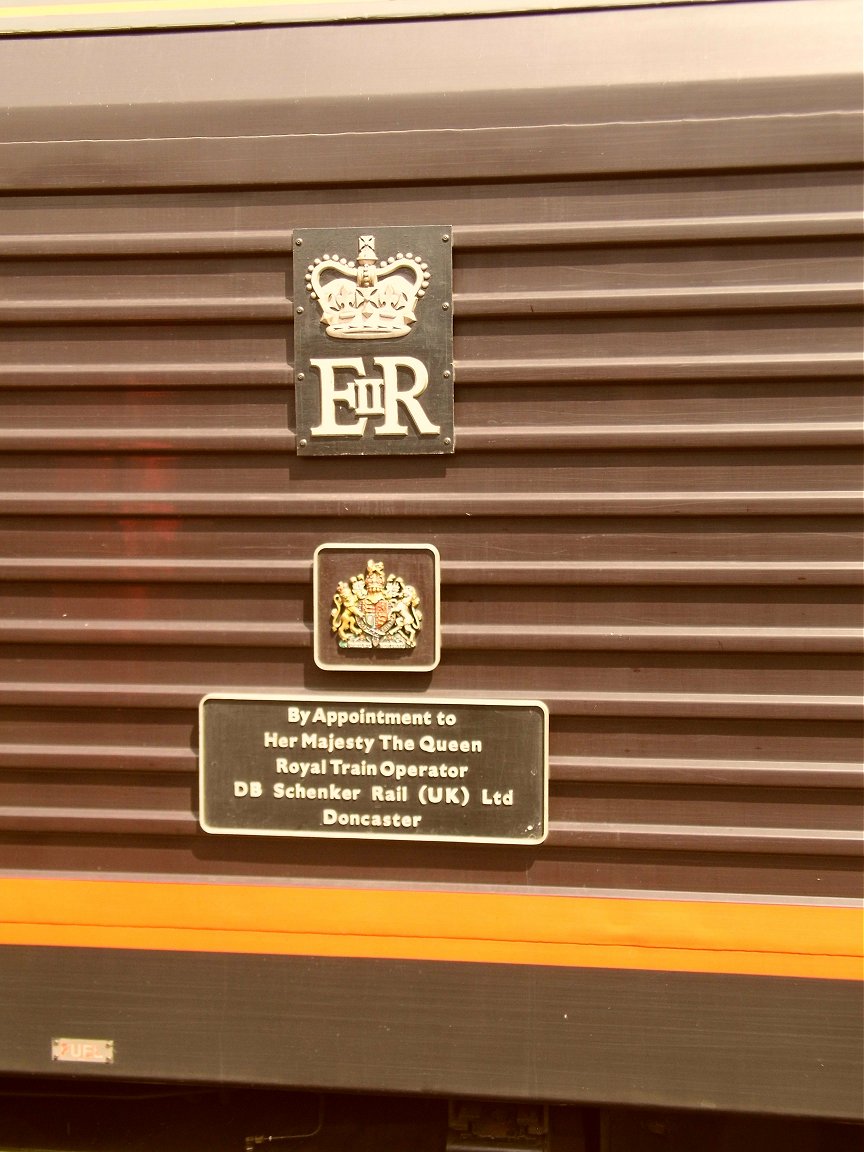 EIIR
By Appointment to
Her Majesty The Queen
Royal Train Operator
DB Schenker Rail (UK) Ltd
Doncaster